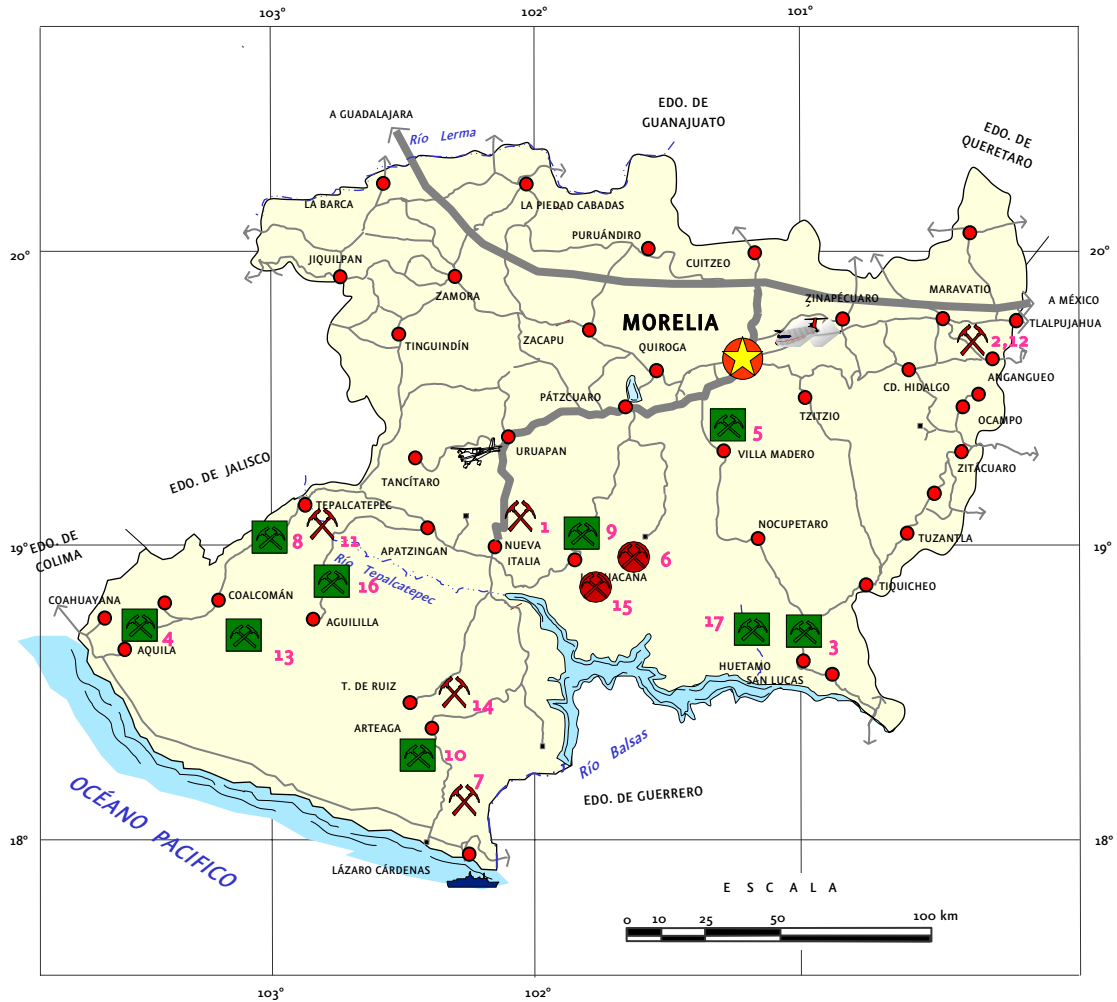 103°
102°
101°
EDO. DE
GUANAJUATO
A GUADALAJARA
Río Lerma
EDO. DE
QUERETARO
LA BARCA
LA PIEDAD CABADAS
PURUÁNDIRO
20°
JIQUILPAN
CUITZEO
20°
ZAMORA
MARAVATIO
ZINAPÉCUARO
A MÉXICO
TLALPUJAHUA
MORELIA
TINGUINDÍN
ZACAPU
QUIROGA
2,12
ANGANGUEO
CD. HIDALGO
PÁTZCUARO
TZITZIO
OCAMPO
5
URUAPAN
VILLA MADERO
EDO. DE JALISCO
ZITÁCUARO
TANCÍTARO
TEPALCATEPEC
1
9
NOCUPETARO
EDO. DE
COLIMA
19°
8
11
APATZINGAN
NUEVA
ITALIA
TUZANTLA
19°
6
Río Tepalcatepec
16
LA HUACANA
TIQUICHEO
COAHUAYANA
COALCOMÁN
15
AGUILILLA
17
4
AQUILA
13
3
HUETAMO
SAN LUCAS
T. DE RUIZ
14
ARTEAGA
10
Río Balsas
7
OCÉANO PACIFICO
EDO. DE GUERRERO
18°
18°
LÁZARO CÁRDENAS
E S C A L A
0 10 25 50 100 km
103°
102°